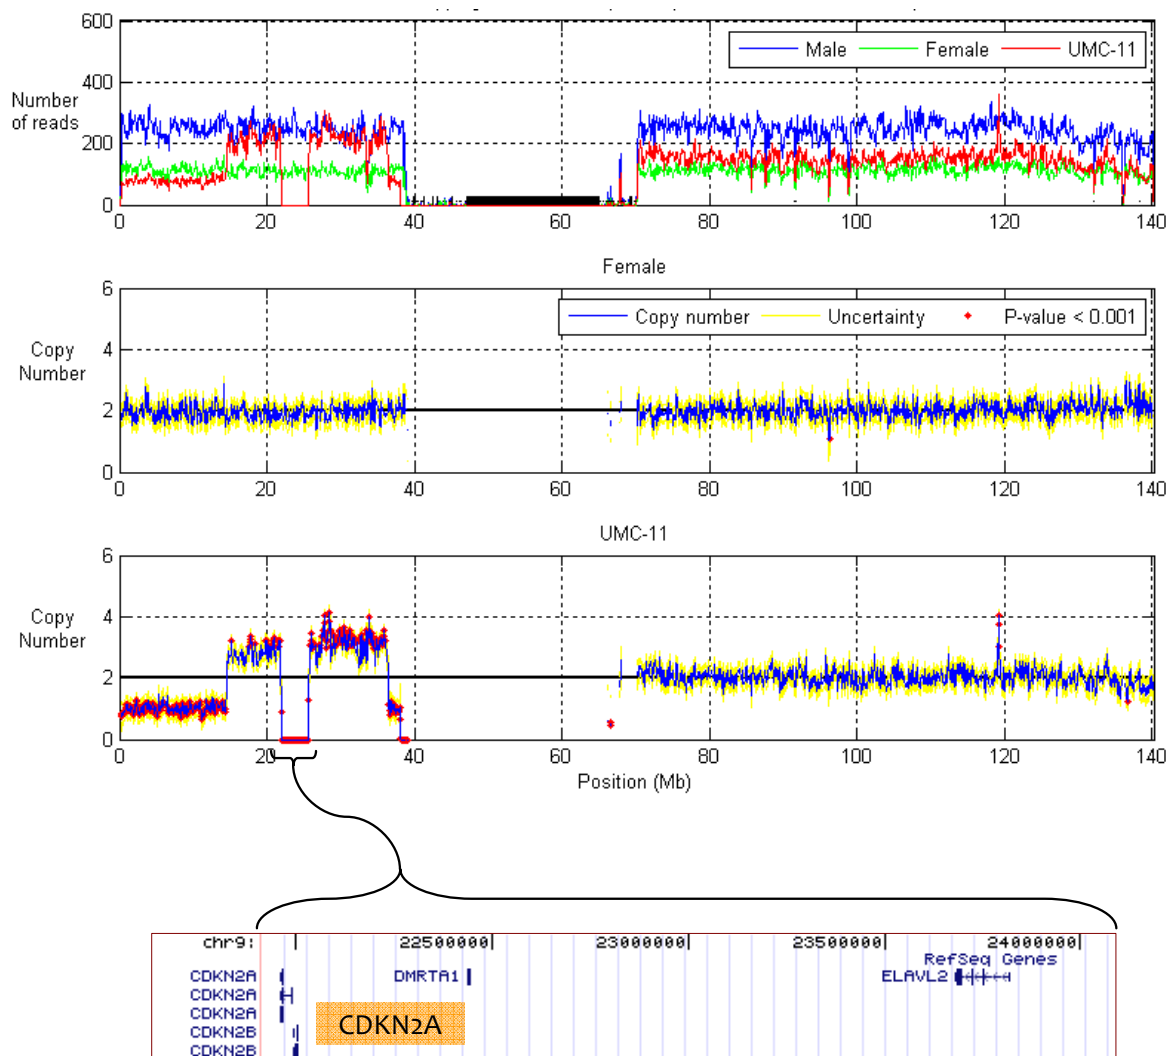 600
400
200
0
Number
of reads
Male Female UMC-11
0 20 40 60 80 100 120 140
Female
6
4
2
0
Copy
Number
Copy number Uncertainty P-value < 0.001
0 20 40 60 80 100 120 140
UMC-11
6
4
2
0
Copy
Number
0 20 40 60 80 100 120 140
Position (Mb)
chr9: 22500000 23000000 23500000 24000000
RefSeq Genes
CDKN2A DMRTA1 ELAVL2
CDKN2A
CDKN2A
CDKN2A
CDKN2B
CDKN2B